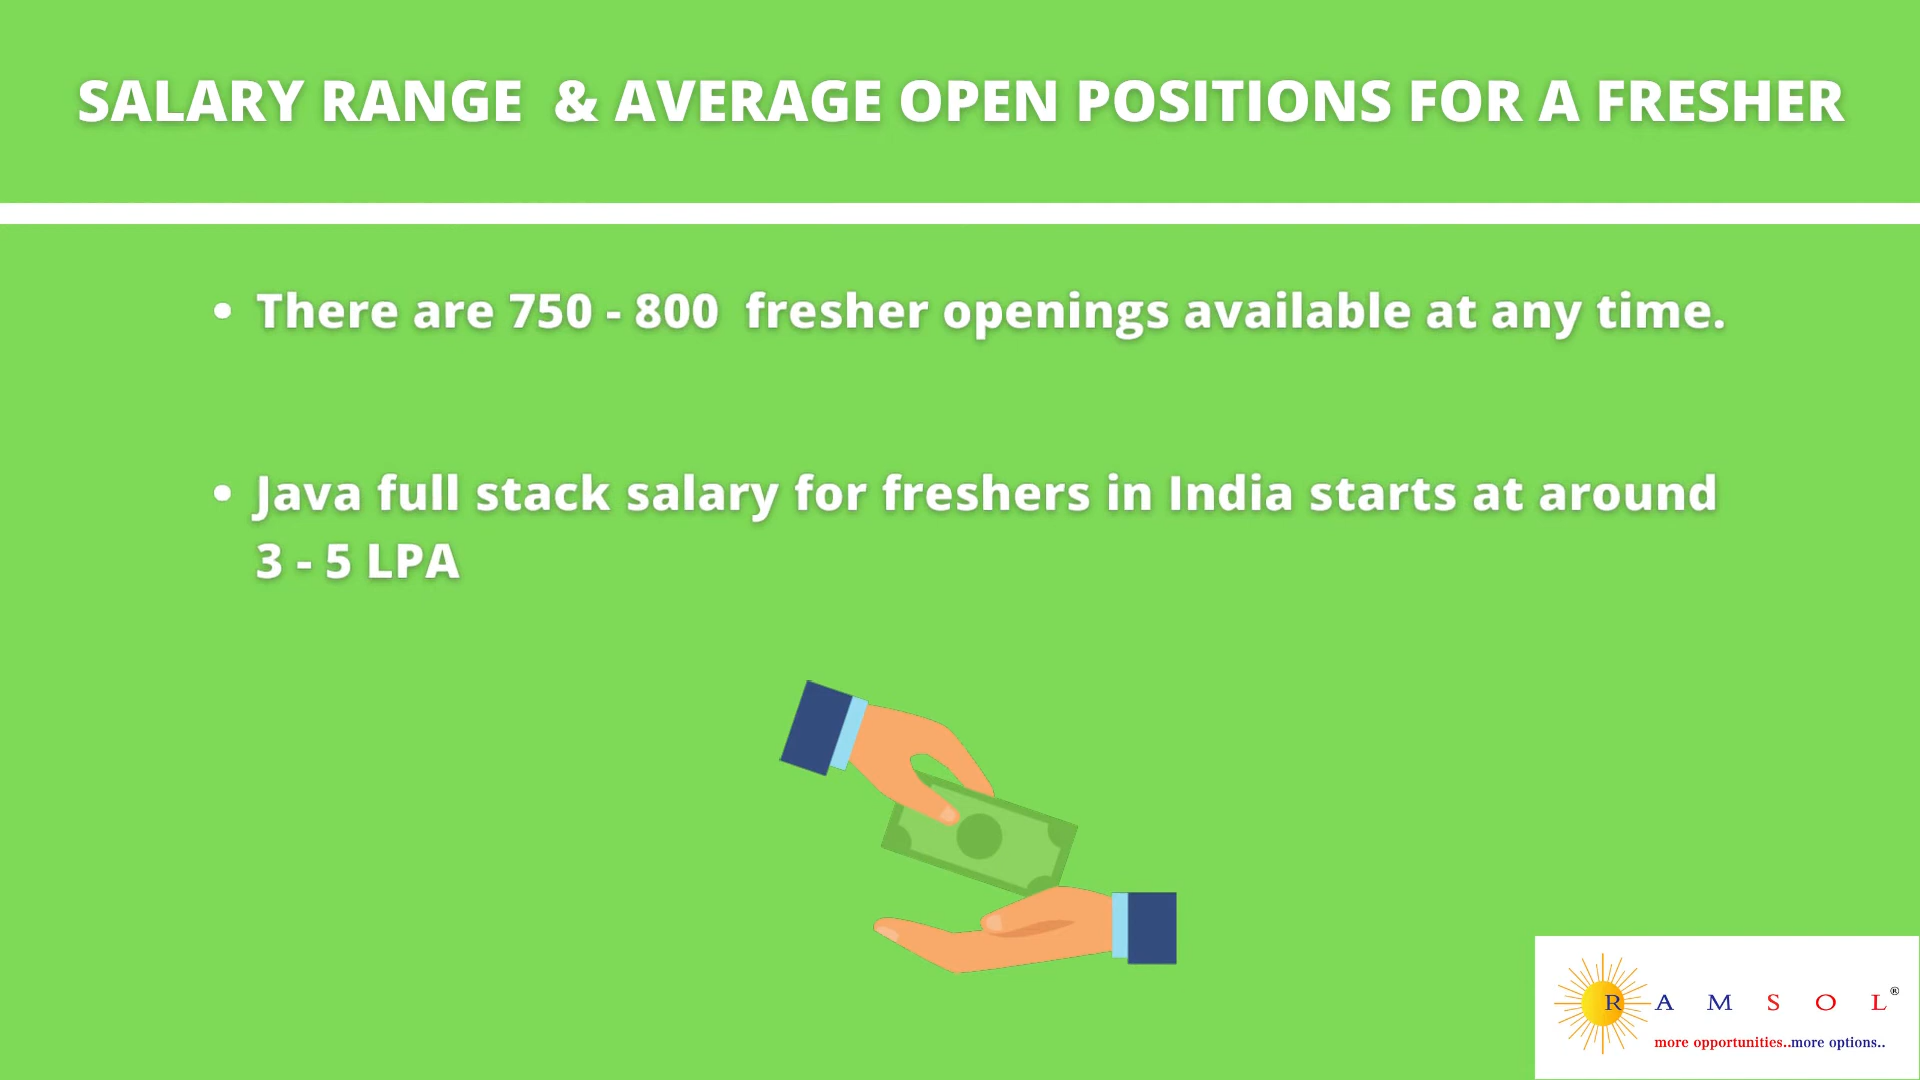 SALARY RANGE & AVERAGE OPEN POSITIONS FOR A FRESHER
• There are 750 - 800 fresher openings available at any time.
• Java full stack salary for freshers in India starts at around
3 - 5 LPA
RAMSOL®
more opportunities..more options..